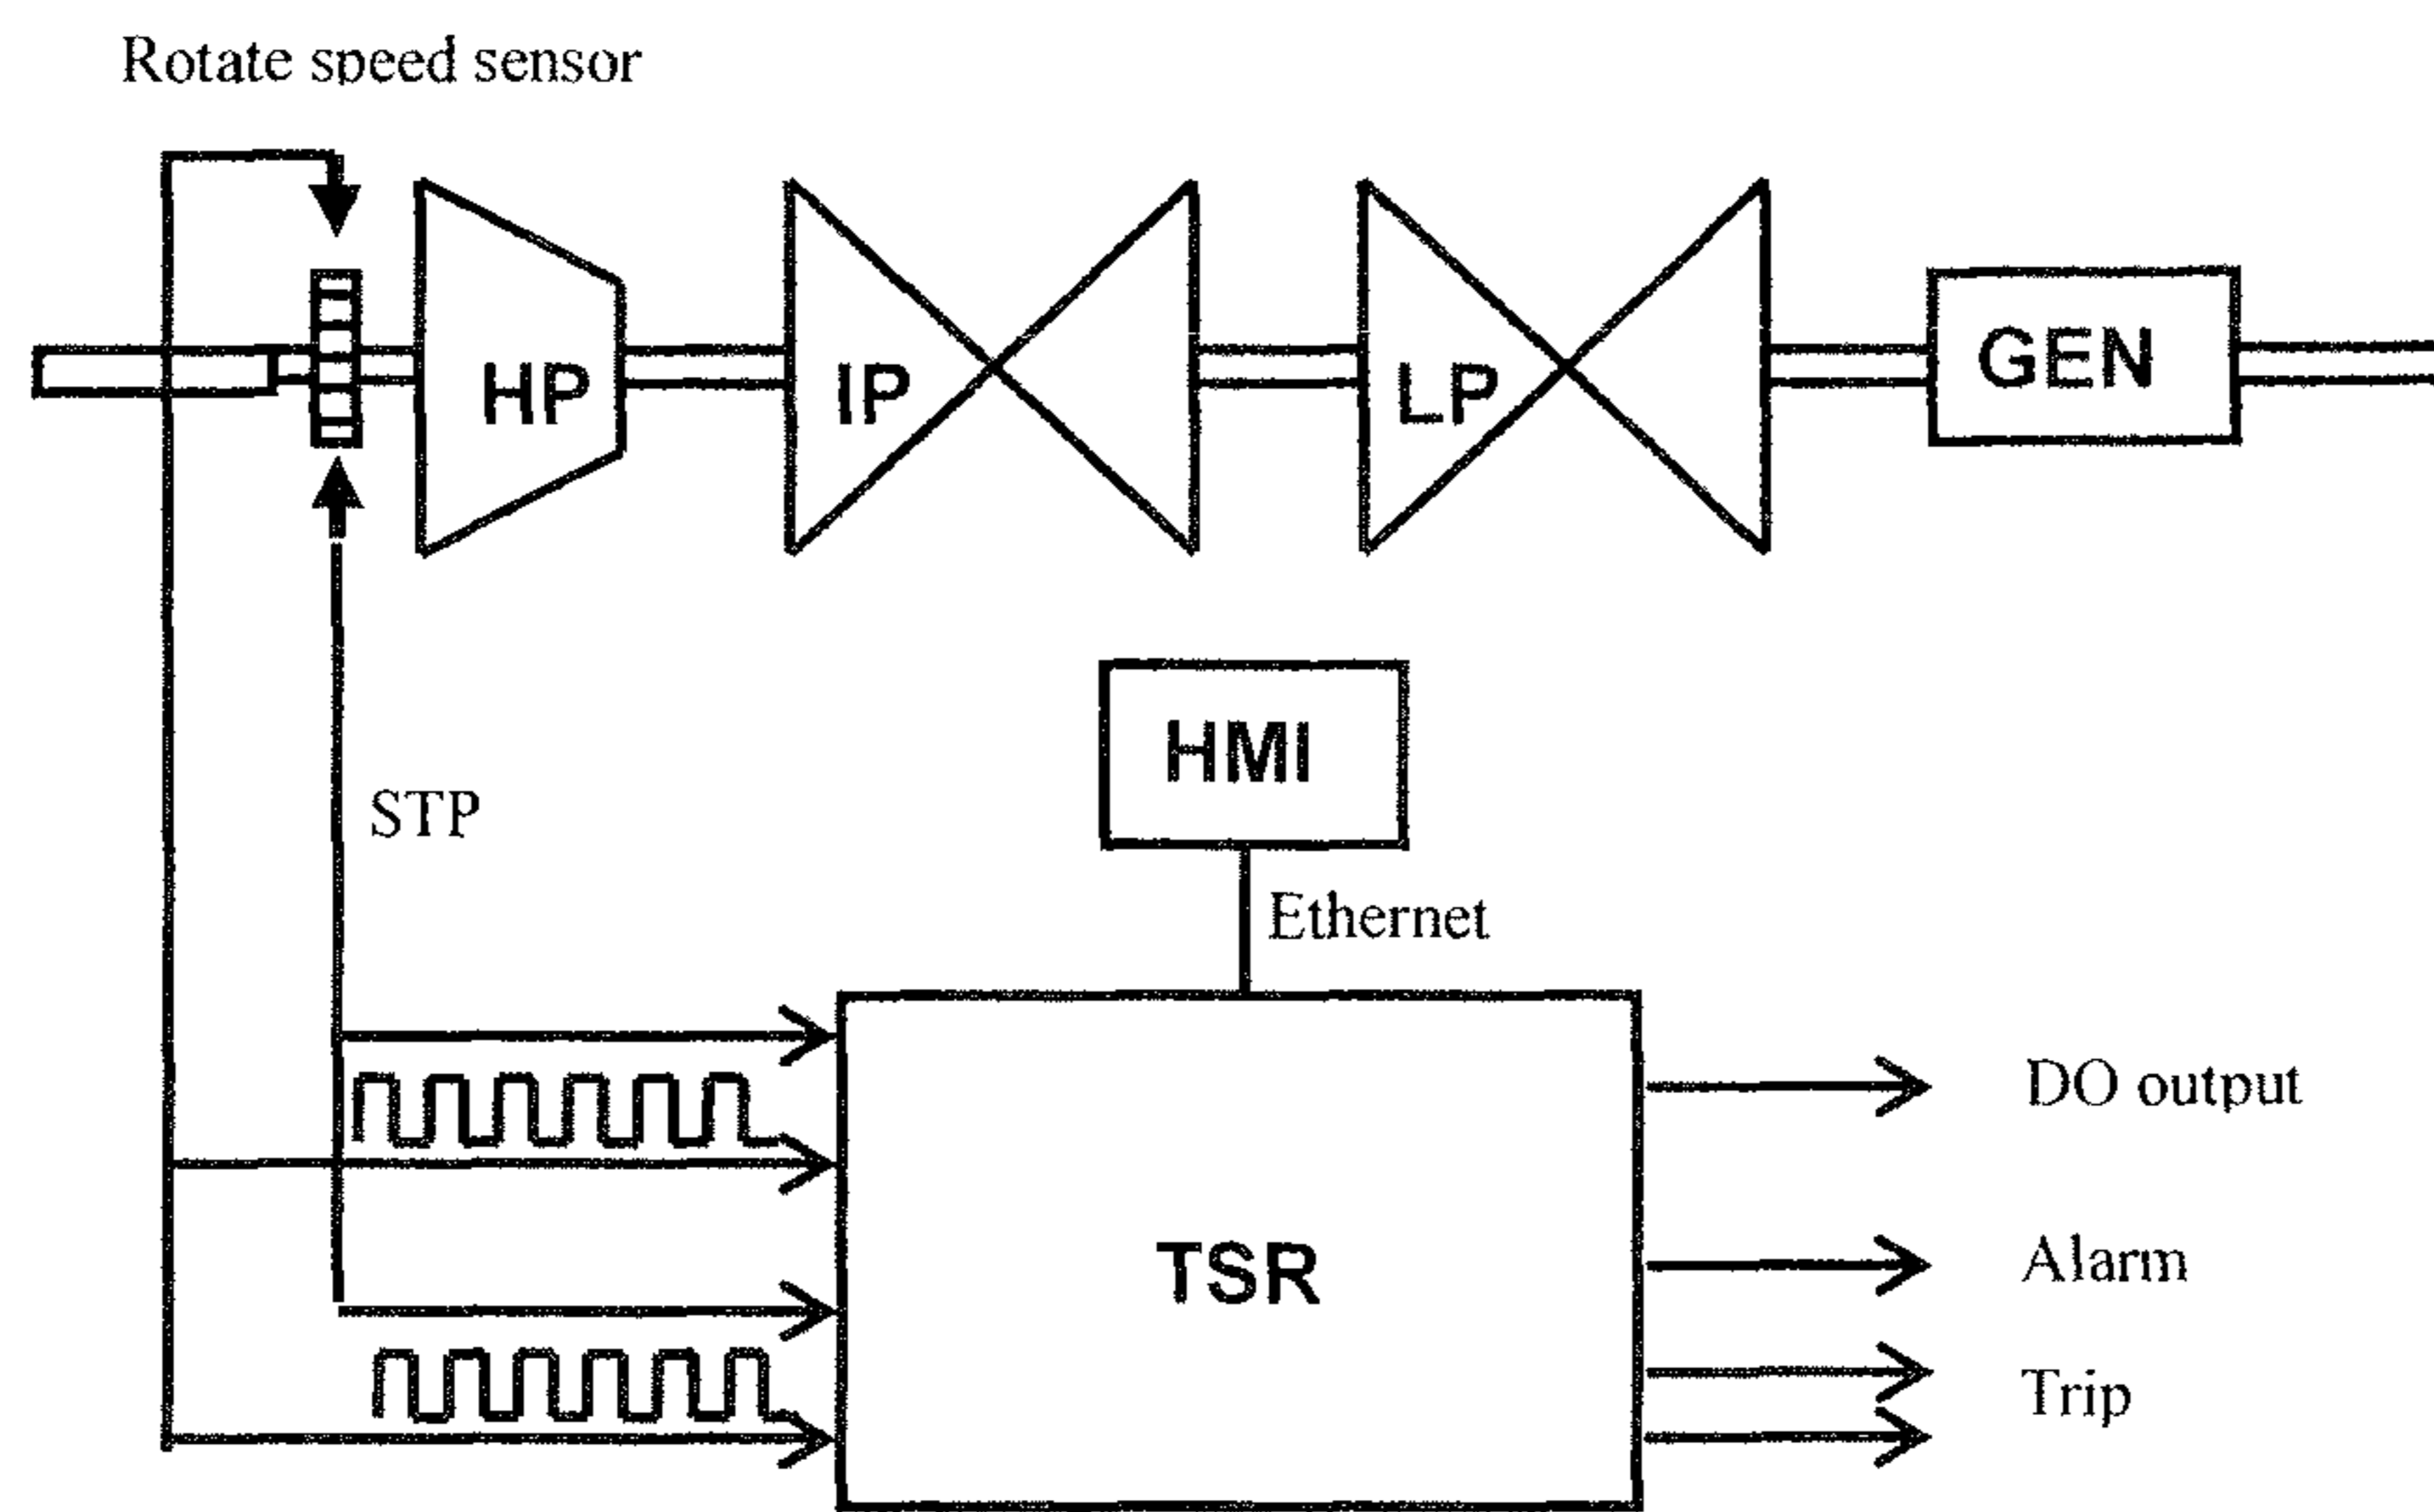 Rotate speed sensor
HP
IP
LP
GEN
HMI
STP
Ethernet
DO output
TSR
Alarm
Trip